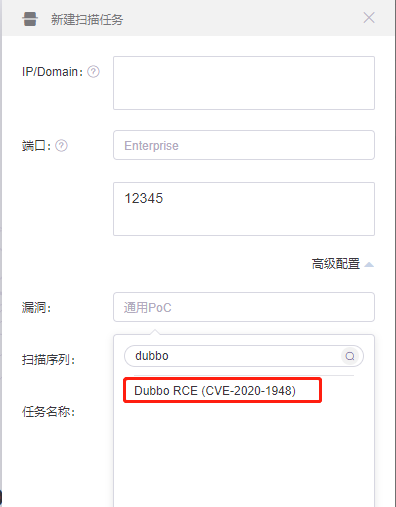 新建扫描任务
IP/Domain:
端口:
Enterprise
12345
高级配置
漏洞:
通用PoC
扫描序列:
dubbo
Dubbo RCE (CVE-2020-1948)
任务名称: